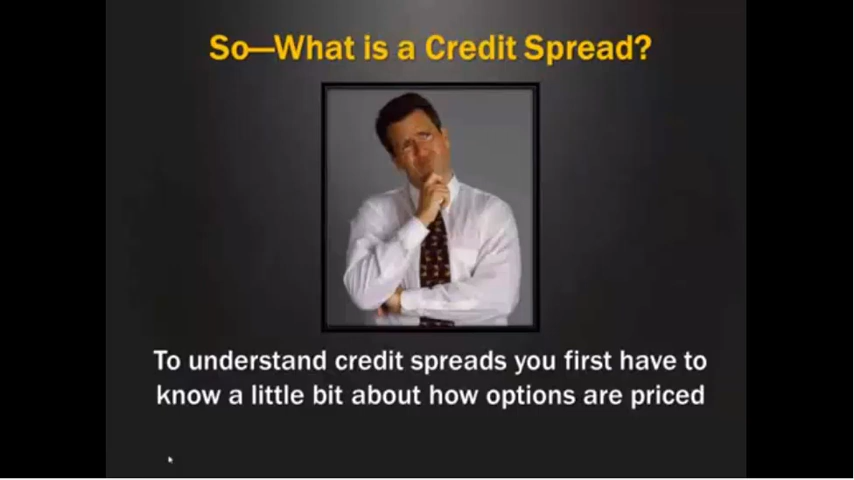 So—What is a Credit Spread?
To understand credit spreads you first have to
know a little bit about how options are priced